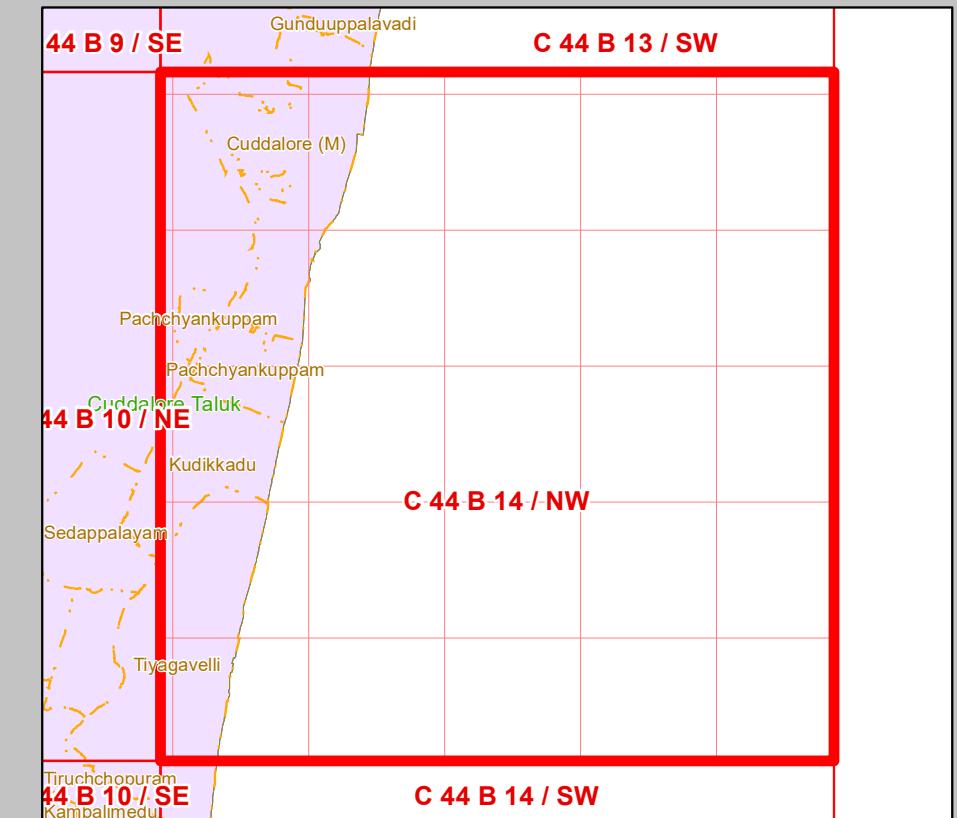 Gunduuppalavadi
44 B 9 / SE
C 44 B 13 / SW
Cuddalore (M)
Pachchyankuppam
Pachchyankuppam
Cuddalore Taluk
44 B 10 / NE
Kudikkadu
C 44 B 14 / NW
Sedappalayam
Tiyagavelli
Tiruchchopuram
44 B 10 / SE
C 44 B 14 / SW
Kambalimedu